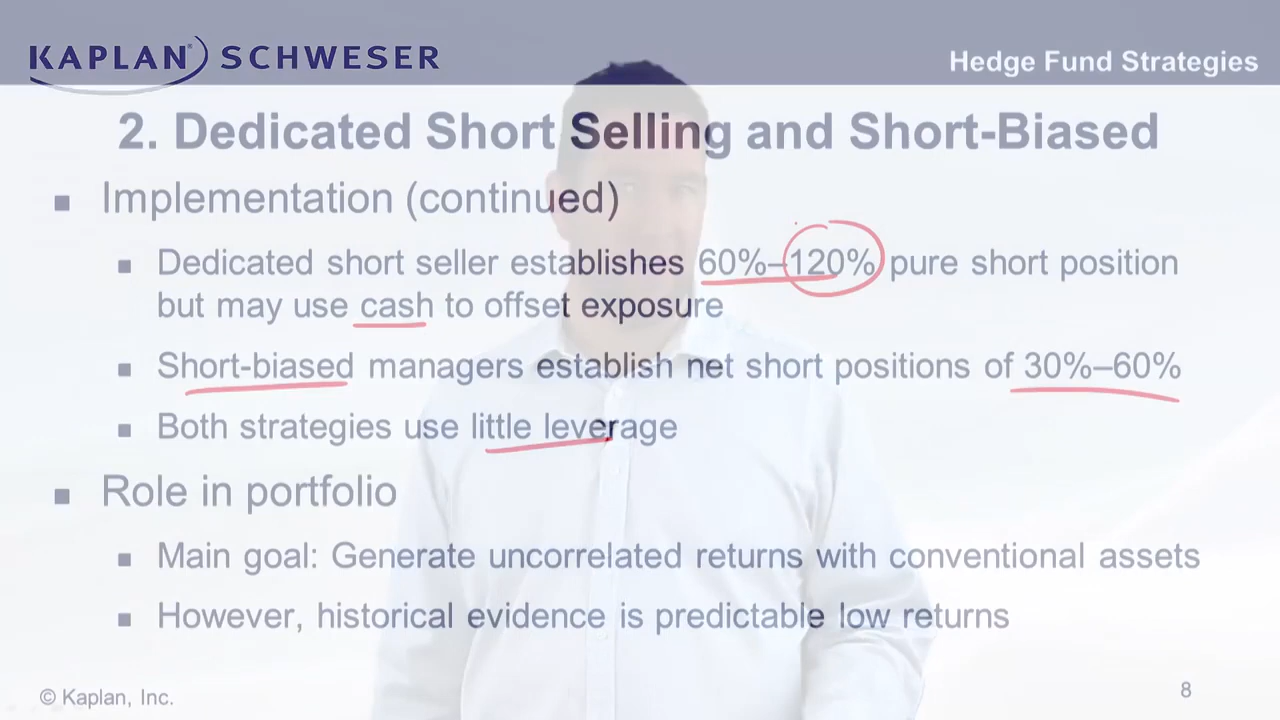 KAPLAN® SCHWESER
Hedge Fund Strategies
2. Dedicated Short Selling and Short-Biased
■ Implementation (continued)
■ Dedicated short seller establishes 60%–120% pure short position
but may use cash to offset exposure
■ Short-biased managers establish net short positions of 30%–60%
■ Both strategies use little leverage
■ Role in portfolio
■ Main goal: Generate uncorrelated returns with conventional assets
■ However, historical evidence is predictable low returns
© Kaplan, Inc.
8